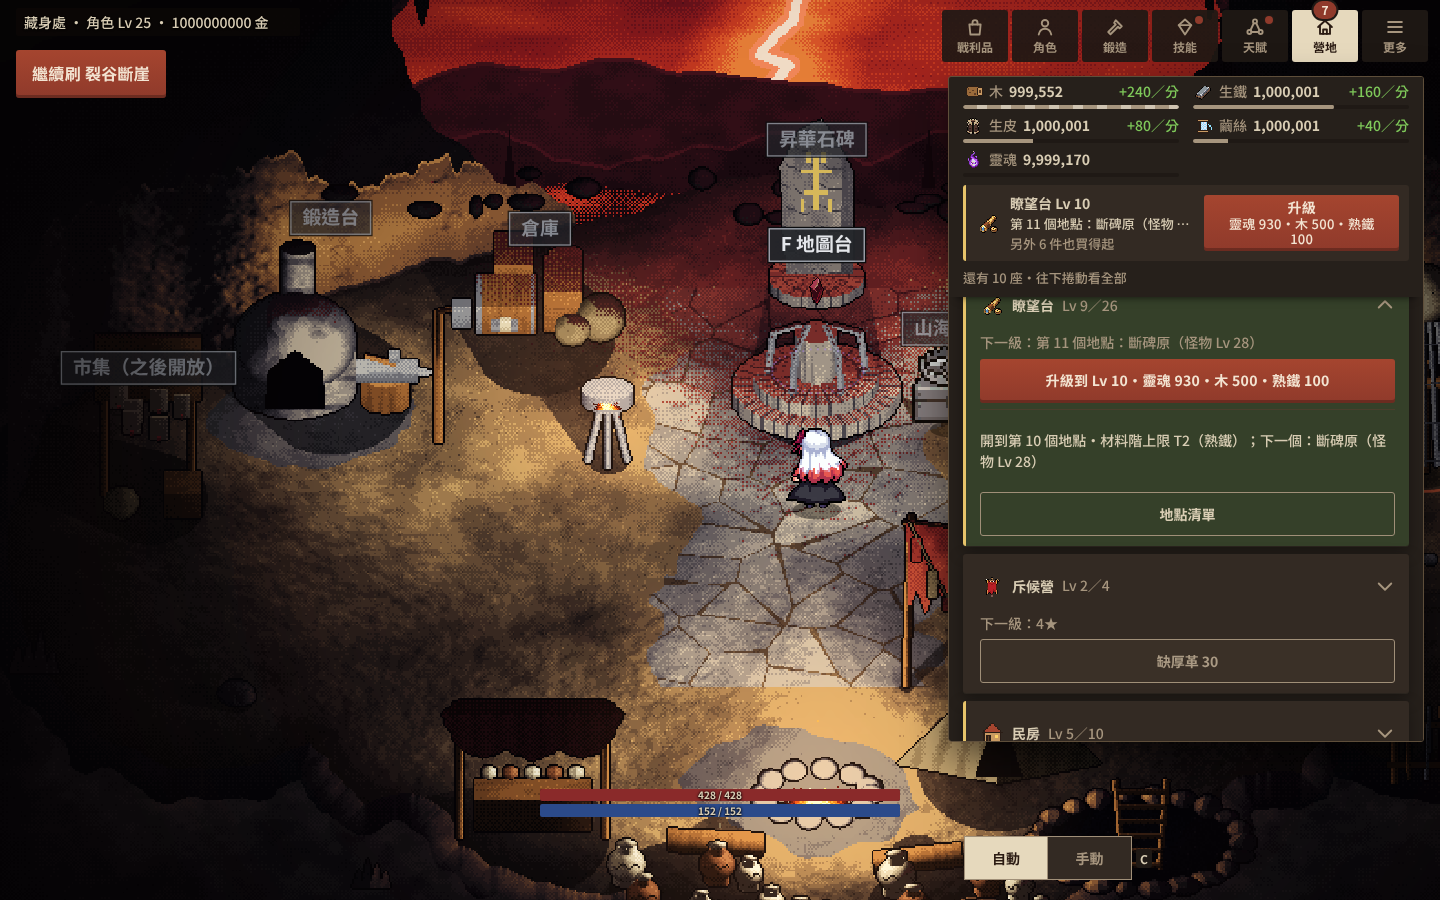 藏身處 · 角色 Lv 25 · 1000000000 金
繼續刷 裂谷斷崖
戰利品
角色
鍛造
技能
天賦
7
營地
更多
木 999,552 +240／分
生鐵 1,000,001 +160／分
生皮 1,000,001 +80／分
繭絲 1,000,001 +40／分
靈魂 9,999,170
瞭望台 Lv 10
第 11 個地點：斷碑原（怪物 ⋯
另外 6 件也買得起
升級
靈魂 930・木 500・熟鐵
100
還有 10 座・往下捲動看全部
瞭望台 Lv 9／26
下一級：第 11 個地點：斷碑原（怪物 Lv 28）
升級到 Lv 10・靈魂 930・木 500・熟鐵 100
開到第 10 個地點・材料階上限 T2（熟鐵）；下一個：斷碑原（怪
物 Lv 28）
地點清單
斥候營 Lv 2／4
下一級：4★
缺厚革 30
民房 Lv 5／10
昇華石碑
鍛造台
倉庫
F 地圖台
山海
市集（之後開放）
428 / 428
152 / 152
自動
手動
C